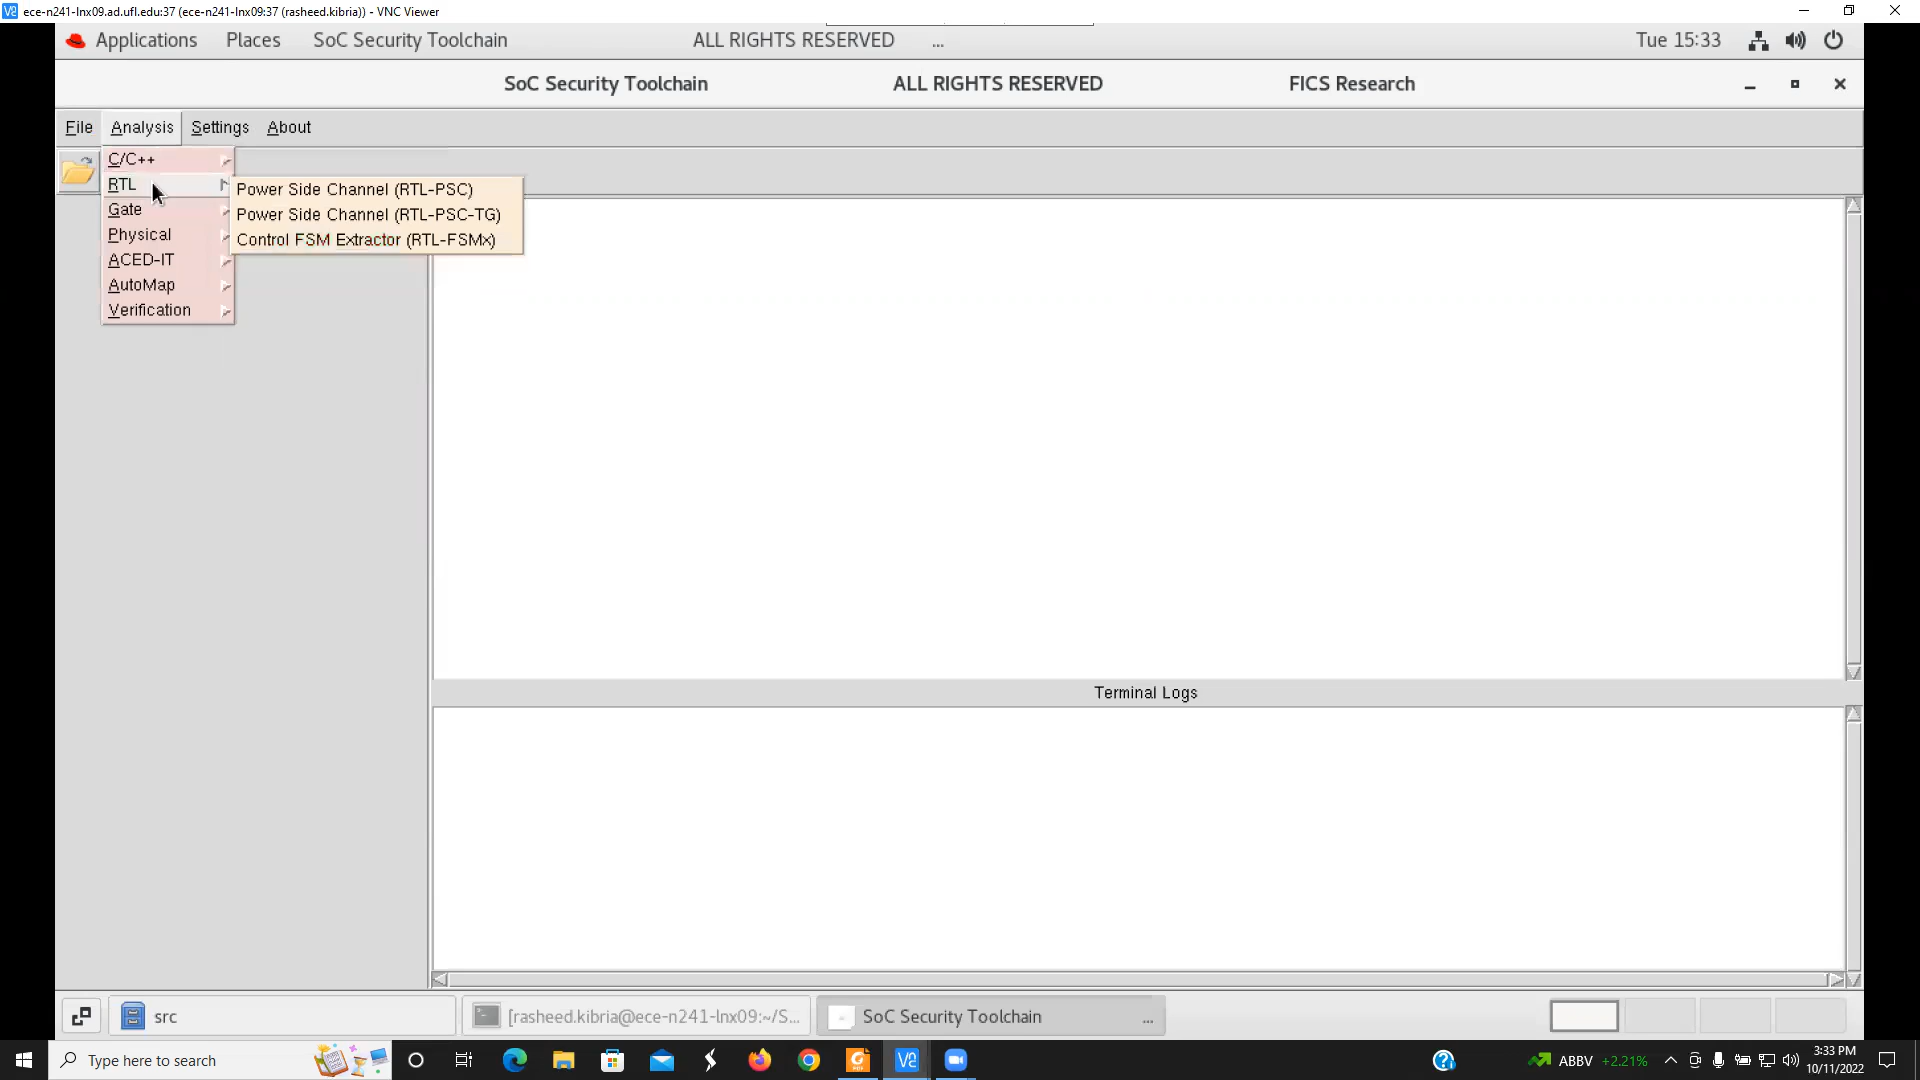 ece-n241-lnx09.ad.ufl.edu:37 (ece-n241-lnx09:37 (rasheed.kibria)) - VNC Viewer
Applications Places SoC Security Toolchain ALL RIGHTS RESERVED ... Tue 15:33
SoC Security Toolchain ALL RIGHTS RESERVED FICS Research
File Analysis Settings About
C/C++
RTL
Power Side Channel (RTL-PSC)
Gate
Power Side Channel (RTL-PSC-TG)
Physical
Control FSM Extractor (RTL-FSMx)
ACED-IT
AutoMap
Verification
Terminal Logs
src [rasheed.kibria@ece-n241-lnx09:~/S... SoC Security Toolchain ...
Type here to search
ABBV +2.21%
3:33 PM
10/11/2022